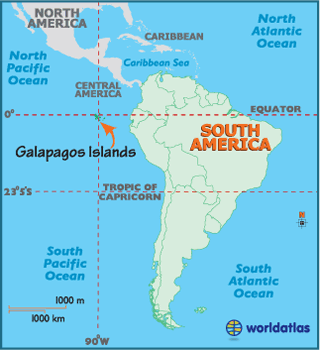 NORTH
AMERICA
CARIBBEAN
North
Atlantic
Ocean
North
Pacific
Ocean
Caribbean Sea
CENTRAL
AMERICA
0°
EQUATOR
SOUTH
AMERICA
Galapagos Islands
23°5'S
TROPIC OF
CAPRICORN
South
Pacific
Ocean
South
Atlantic
Ocean
1000 m
1000 km
90W
worldatlas